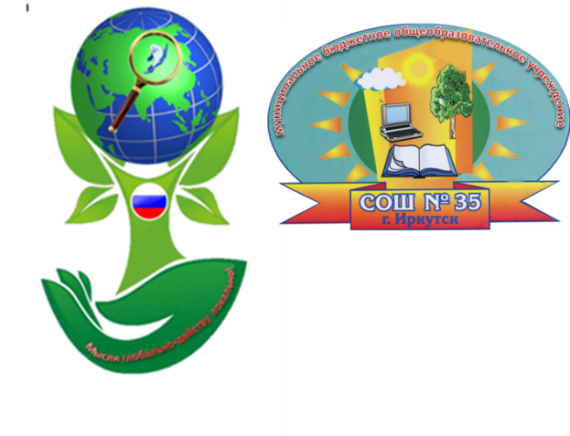 Мысли глобально-действуй локально!
Муниципальное бюджетное общеобразовательное учреждение
СОШ № 35
г. Иркутск